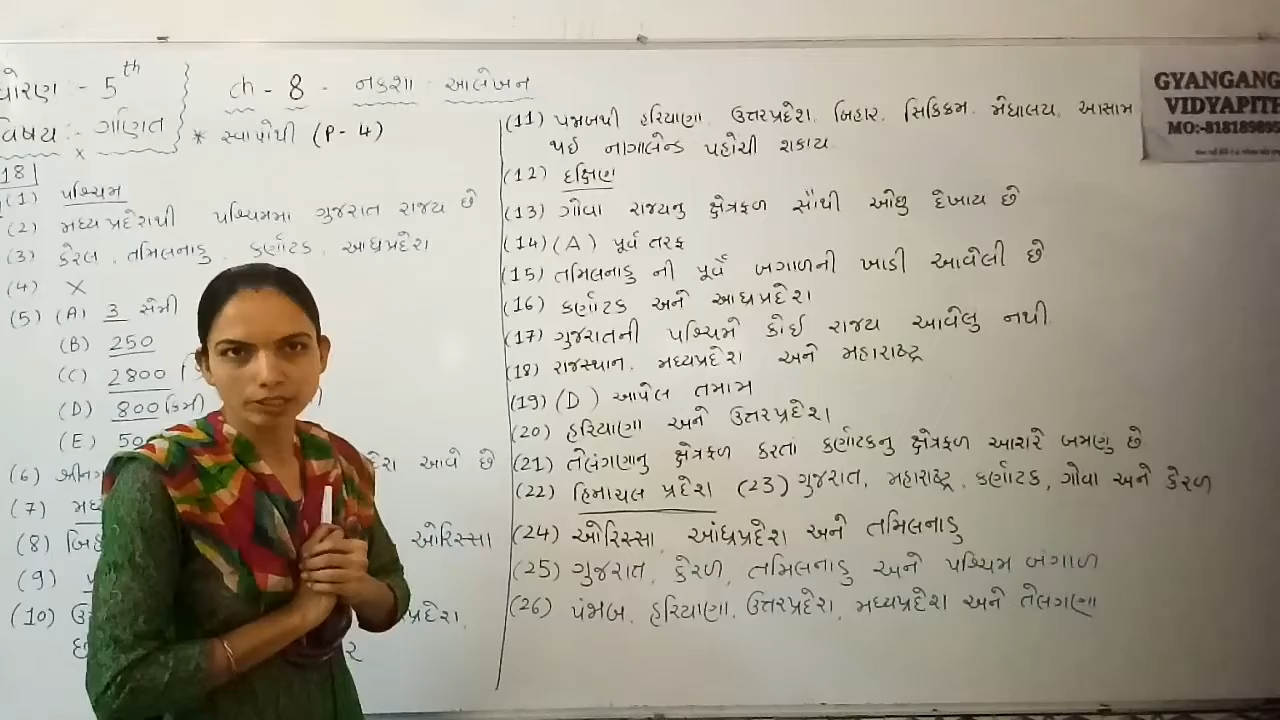 ધોરણ :- 5th
વિષય :- ગણિત
ch - 8 - નકશા આલેખન
* સ્વાપોથી (P - 4)
18
(1) પશ્ચિમ
(2) મધ્યપ્રદેશથી પશ્ચિમમા ગુજરાત રાજ્ય છે
(3) કેરલ, તમિલનાડુ, કર્ણાટક, આંધ્રપ્રદેશ
(4) X
(5) (A) 3 સેમી
(B) 250
(C) 2800
(D) 800 કિમી
(E) 50
(6) આવે છે
(7)
(8) ઓરિસ્સા
(9)
(10)
(11) પંજાબથી હરિયાણા, ઉત્તરપ્રદેશ, બિહાર, સિક્કિમ, મેઘાલય, આસામ
થઈ નાગાલેન્ડ પહોંચી શકાય
(12) દક્ષિણ
(13) ગોવા રાજ્યનુ ક્ષેત્રફળ સૌથી ઓછુ દેખાય છે
(14) (A) પૂર્વ તરફ
(15) તમિલનાડુ ની પૂર્વે બગાળની ખાડી આવેલી છે
(16) કર્ણાટક અને આંધ્રપ્રદેશ
(17) ગુજરાતની પશ્ચિમે કોઈ રાજ્ય આવેલુ નથી
(18) રાજસ્થાન, મધ્યપ્રદેશ અને મહારાષ્ટ્ર
(19) (D) આપેલ તમામ
(20) હરિયાણા અને ઉત્તરપ્રદેશ
(21) તેલંગણાનુ ક્ષેત્રફળ કરતાં કર્ણાટકનુ ક્ષેત્રફળ આશરે બમણું છે
(22) હિમાચલ પ્રદેશ (23) ગુજરાત, મહારાષ્ટ્ર, કર્ણાટક, ગોવા અને કેરળ
(24) ઓરિસ્સા, આંધ્રપ્રદેશ અને તમિલનાડુ
(25) ગુજરાત, કેરળ, તમિલનાડુ અને પશ્ચિમ બંગાળ
(26) પંજાબ, હરિયાણા, ઉત્તરપ્રદેશ, મધ્યપ્રદેશ અને તેલગણા
GYANGANG
VIDYAPITH
MO:-818189895